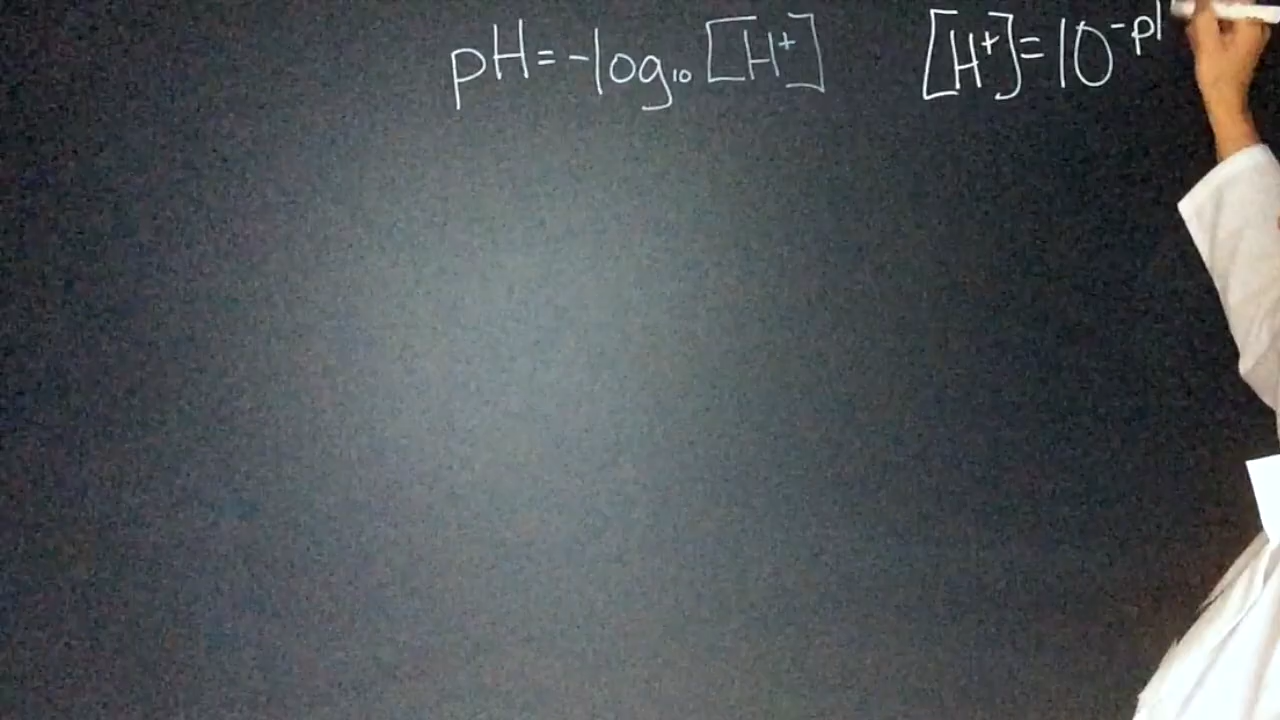 pH = -log₁₀ [H⁺] [H⁺] = 10⁻ᵖ